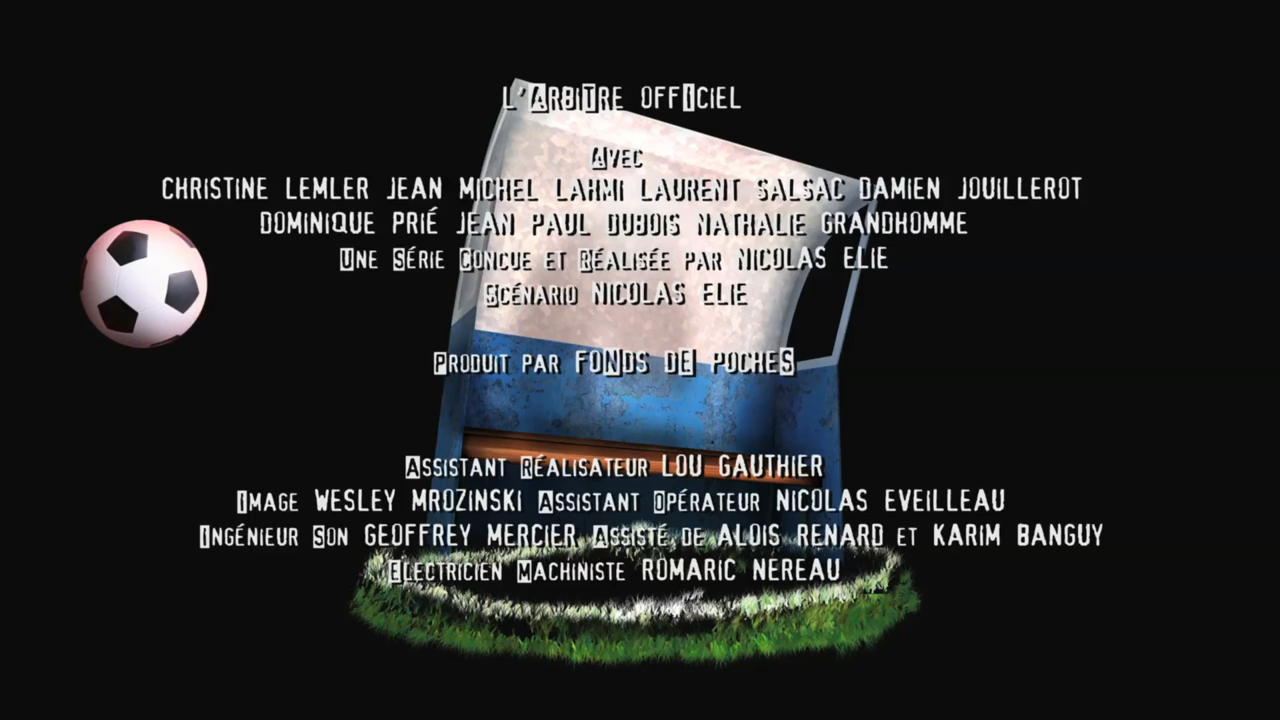 L'ARBITRE OFFICIEL
AVEC
CHRISTINE LEMLER JEAN MICHEL LAHMI LAURENT SALSAC DAMIEN JOUILLEROT
DOMINIQUE PRIÉ JEAN PAUL DUBOIS NATHALIE GRANDHOMME
UNE SÉRIE CONCUE ET RÉALISÉE PAR NICOLAS ELIE
SCÉNARIO NICOLAS ELIE
PRODUIT PAR FONDS DE POCHES
ASSISTANT RÉALISATEUR LOU GAUTHIER
IMAGE WESLEY MROZINSKI ASSISTANT OPÉRATEUR NICOLAS EVEILLEAU
INGÉNIEUR SON GEOFFREY MERCIER ASSISTÉ DE ALOIS RENARD ET KARIM BANGUY
ELECTRICIEN MACHINISTE ROMARIC NEREAU